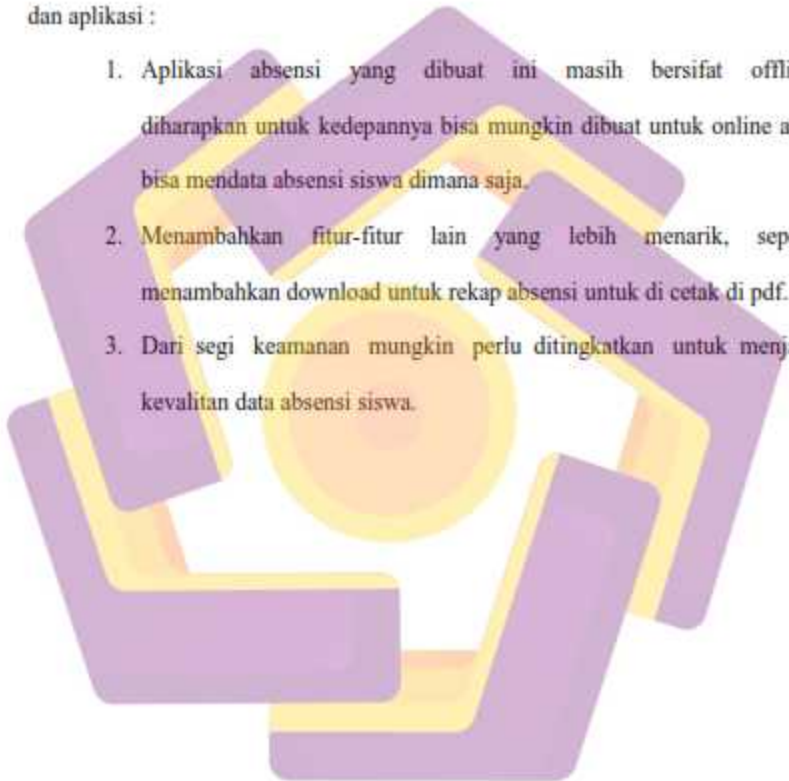 dan aplikasi :
1. Aplikasi absensi yang dibuat ini masih bersifat
diharapkan untuk kedepannya bisa mungkin dibuat untuk online
bisa mendata absensi siswa dimana saja.
2. Menambahkan fitur-fitur lain yang lebih menarik,
menambahkan download untuk rekap absensi untuk di cetak di pdf.
3. Dari segi keamanan mungkin perlu ditingkatkan untuk
kevalitan data absensi siswa.